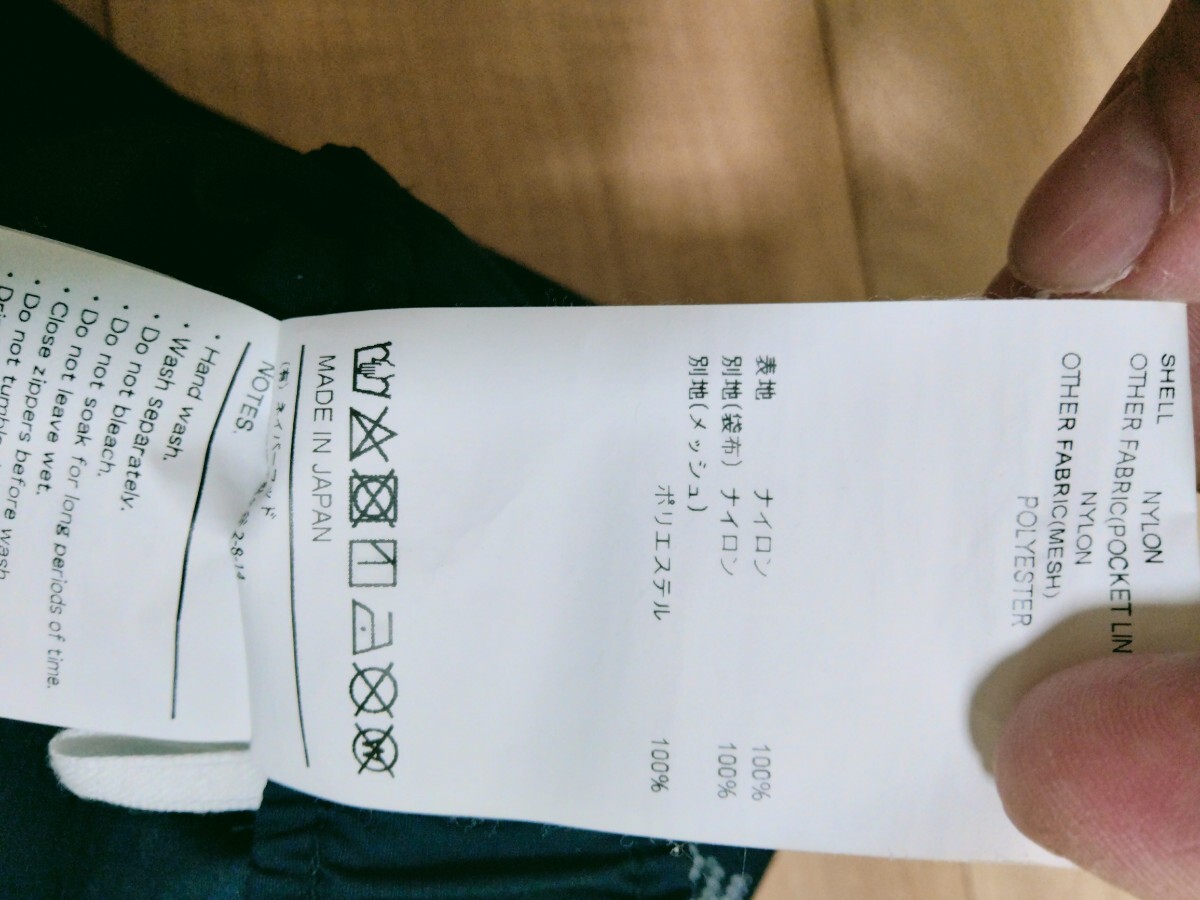 SHELL
NYLON
OTHER FABRIC(POCKET LIN
NYLON
OTHER FABRIC(MESH)
POLYESTER
表地 ナイロン 100%
別地(袋布) ナイロン 100%
別地(メッシュ)
ポリエステル 100%
MADE IN JAPAN
NOTES.
・Hand wash.
・Wash separately.
・Do not bleach.
・Do not soak for long periods of time.
・Do not leave wet.
・Close zippers before wash
・Do not tumble